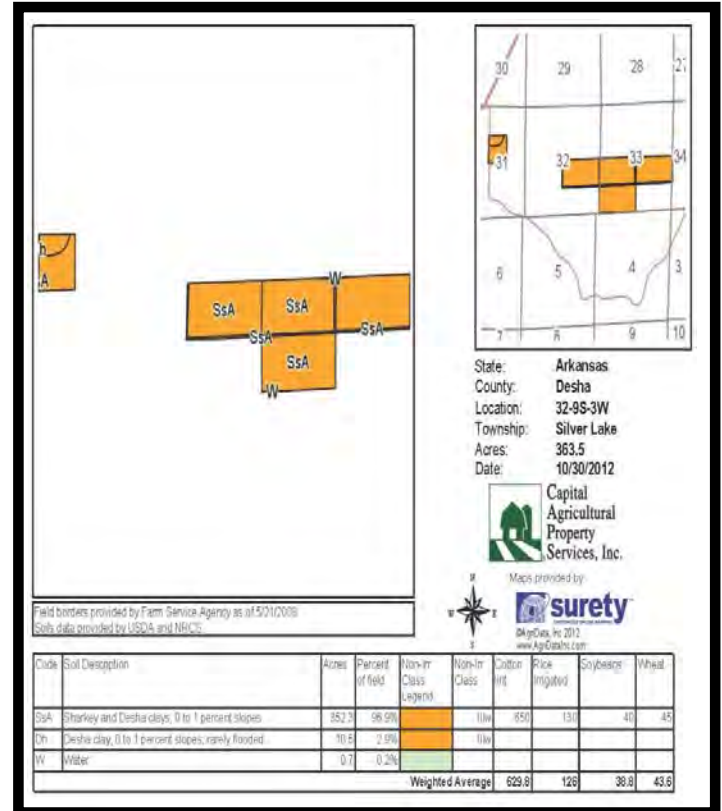 30
29
28
27
31
32
33
34
6
5
4
3
7
8
9
10
h
A
SsA
SsA
W
SsA
SsA
SsA
W
State: Arkansas
County: Desha
Location: 32-9S-3W
Township: Silver Lake
Acres: 363.5
Date: 10/30/2012
Capital
Agricultural
Property
Services, Inc.
Maps provided by
surety
©AgriData, Inc 2012
www.AgriDataInc.com
N
W
E
S
Field borders provided by Farm Service Agency as of 5/21/2008
Soils data provided by USDA and NRCS.
Code Soil Description Acres Percent of field Non-Irr Class Legend Non-Irr Class Cotton lint Rice Irrigated Soybeans Wheat
SsA Sharkey and Desha clays, 0 to 1 percent slopes 352.3 96.9% IIIw 650 130 40 45
Dh Desha clay, 0 to 1 percent slopes, rarely flooded 10.5 2.9% IIIw
W Water 0.7 0.2%
Weighted Average 629.8 126 38.8 43.6